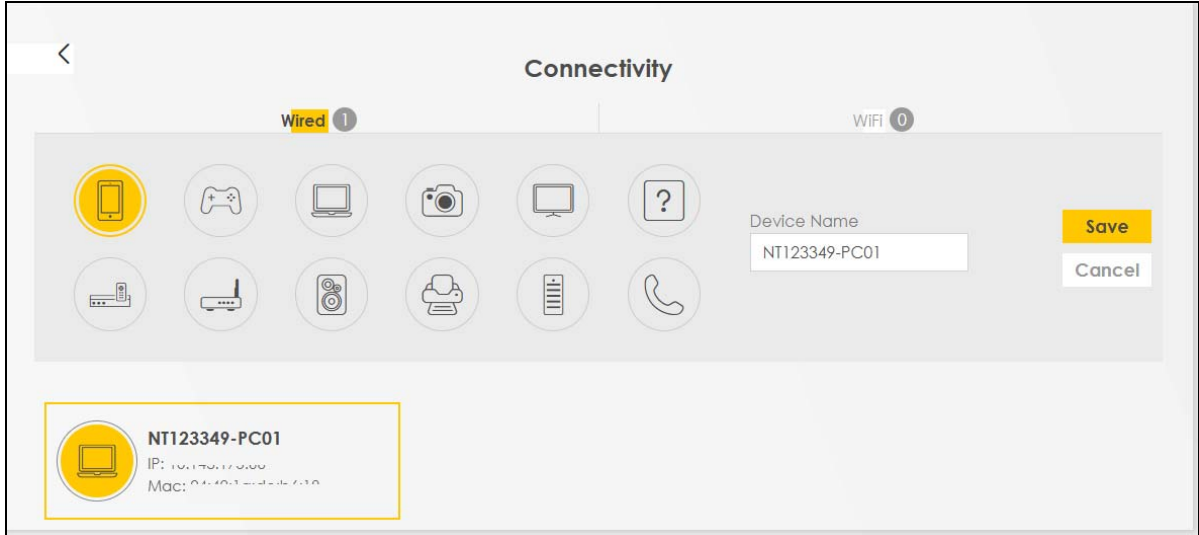 Connectivity
Wired 1
WiFi 0
?
Device Name
NT123349-PC01
Save
Cancel
NT123349-PC01
IP:
Mac: